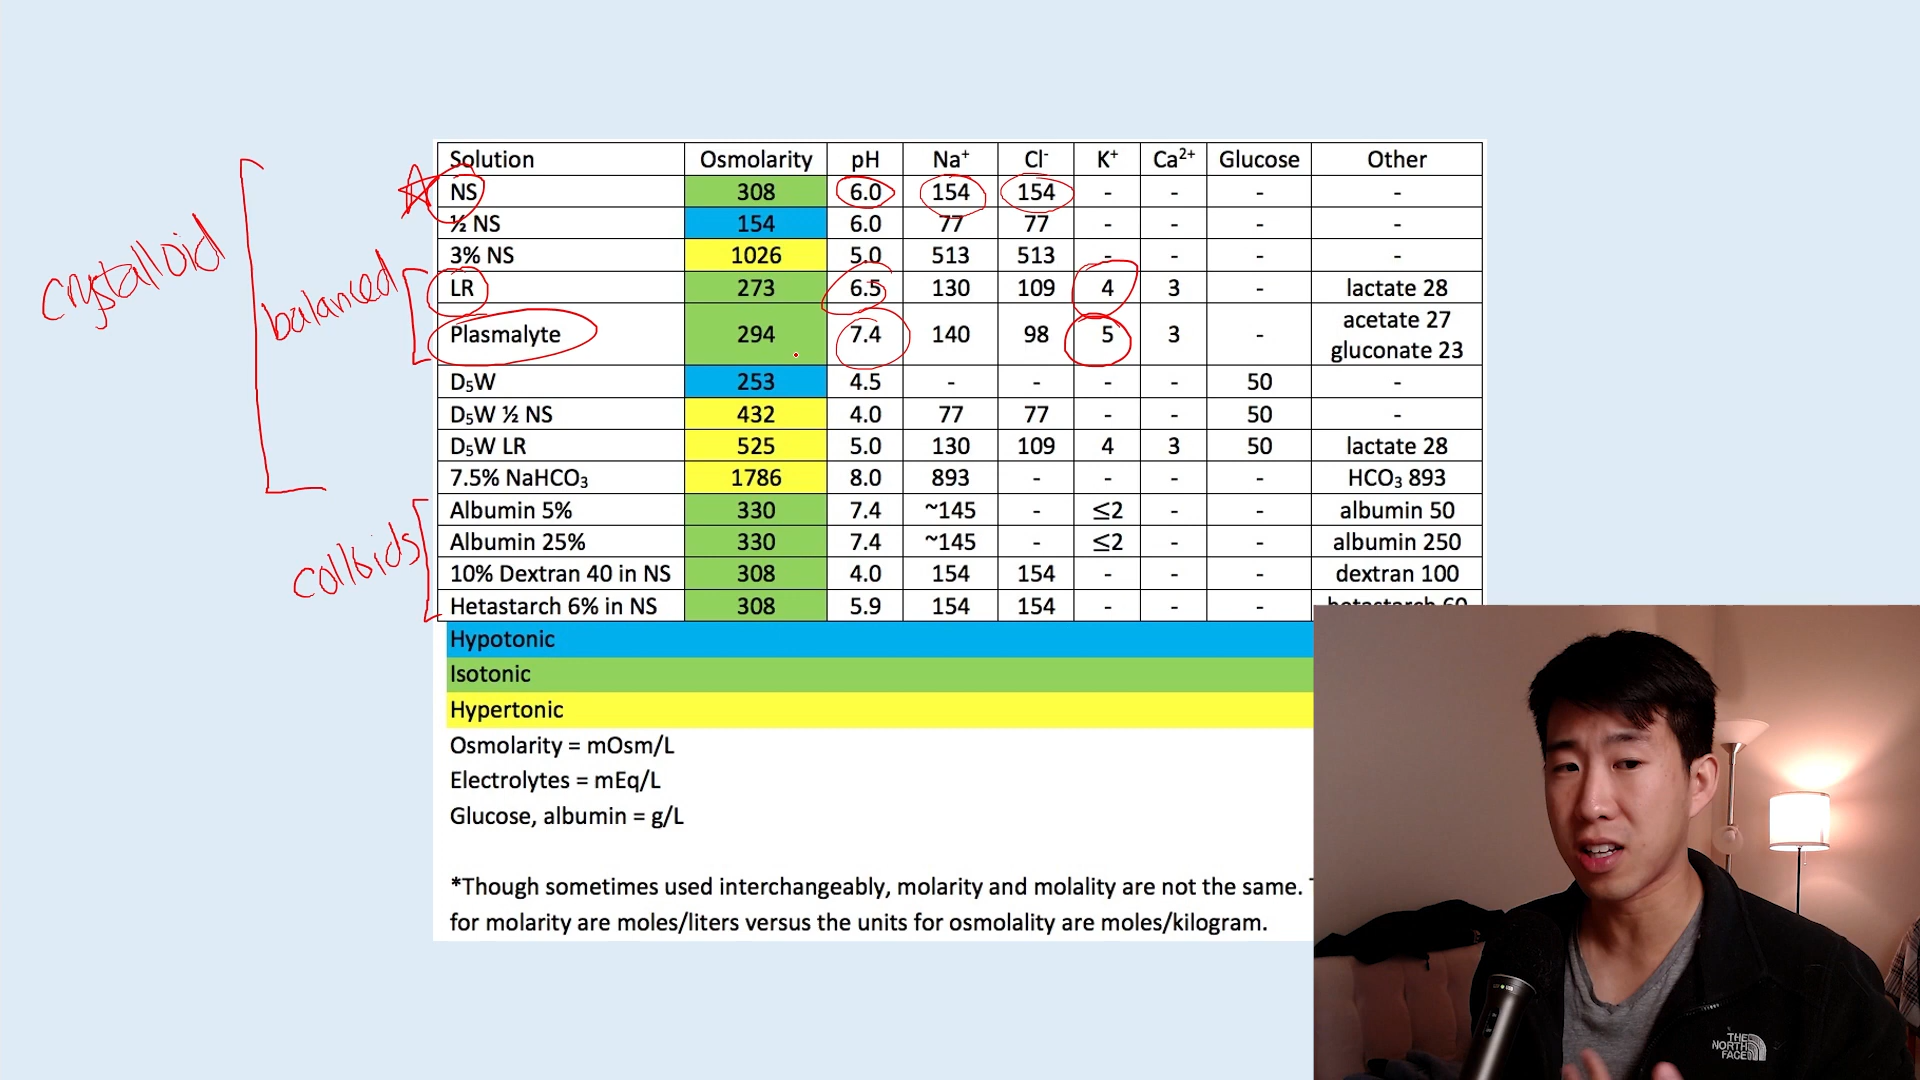 Solution Osmolarity pH Na+ Cl- K+ Ca2+ Glucose Other
NS 308 6.0 154 154 - - - -
½ NS 154 6.0 77 77 - - - -
3% NS 1026 5.0 513 513 - - - -
LR 273 6.5 130 109 4 3 - lactate 28
Plasmalyte 294 7.4 140 98 5 3 - acetate 27
gluconate 23
D5W 253 4.5 - - - - 50 -
D5W ½ NS 432 4.0 77 77 - - 50 -
D5W LR 525 5.0 130 109 4 3 50 lactate 28
7.5% NaHCO3 1786 8.0 893 - - - - HCO3 893
Albumin 5% 330 7.4 ~145 - ≤2 - - albumin 50
Albumin 25% 330 7.4 ~145 - ≤2 - - albumin 250
10% Dextran 40 in NS 308 4.0 154 154 - - - dextran 100
Hetastarch 6% in NS 308 5.9 154 154 - - - hetastarch 60
Hypotonic
Isotonic
Hypertonic
Osmolarity = mOsm/L
Electrolytes = mEq/L
Glucose, albumin = g/L
*Though sometimes used interchangeably, molarity and molality are not the same.
for molarity are moles/liters versus the units for osmolality are moles/kilogram.
crystalloid
balanced
colloids
THE
NORTH
FACE